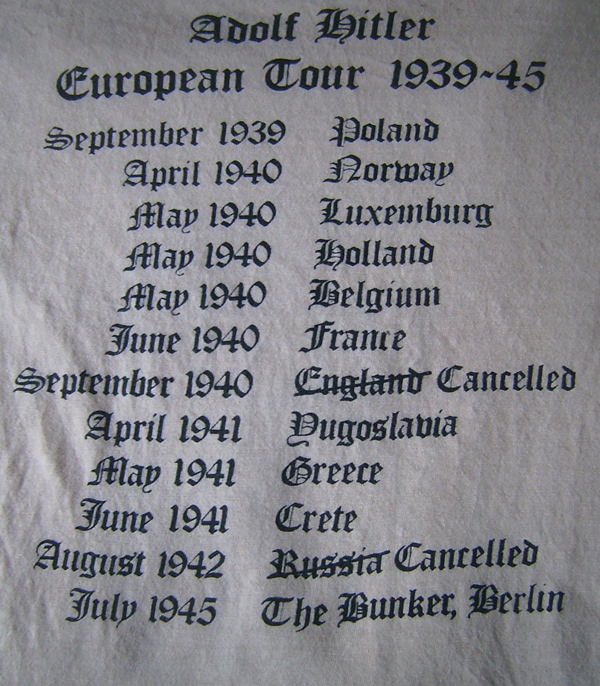 Adolf Hitler
European Tour 1939-45
September 1939 Poland
April 1940 Norway
May 1940 Luxemburg
May 1940 Holland
May 1940 Belgium
June 1940 France
September 1940 England Cancelled
April 1941 Yugoslavia
May 1941 Greece
June 1941 Crete
August 1942 Russia Cancelled
July 1945 The Bunker, Berlin